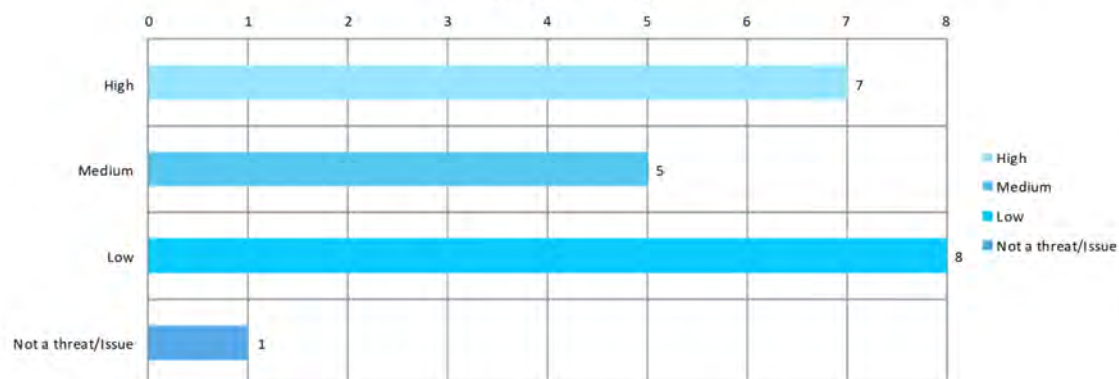 0 1 2 3 4 5 6 7 8
High 7
Medium 5
Low 8
Not a threat/Issue 1
High
Medium
Low
Not a threat/Issue